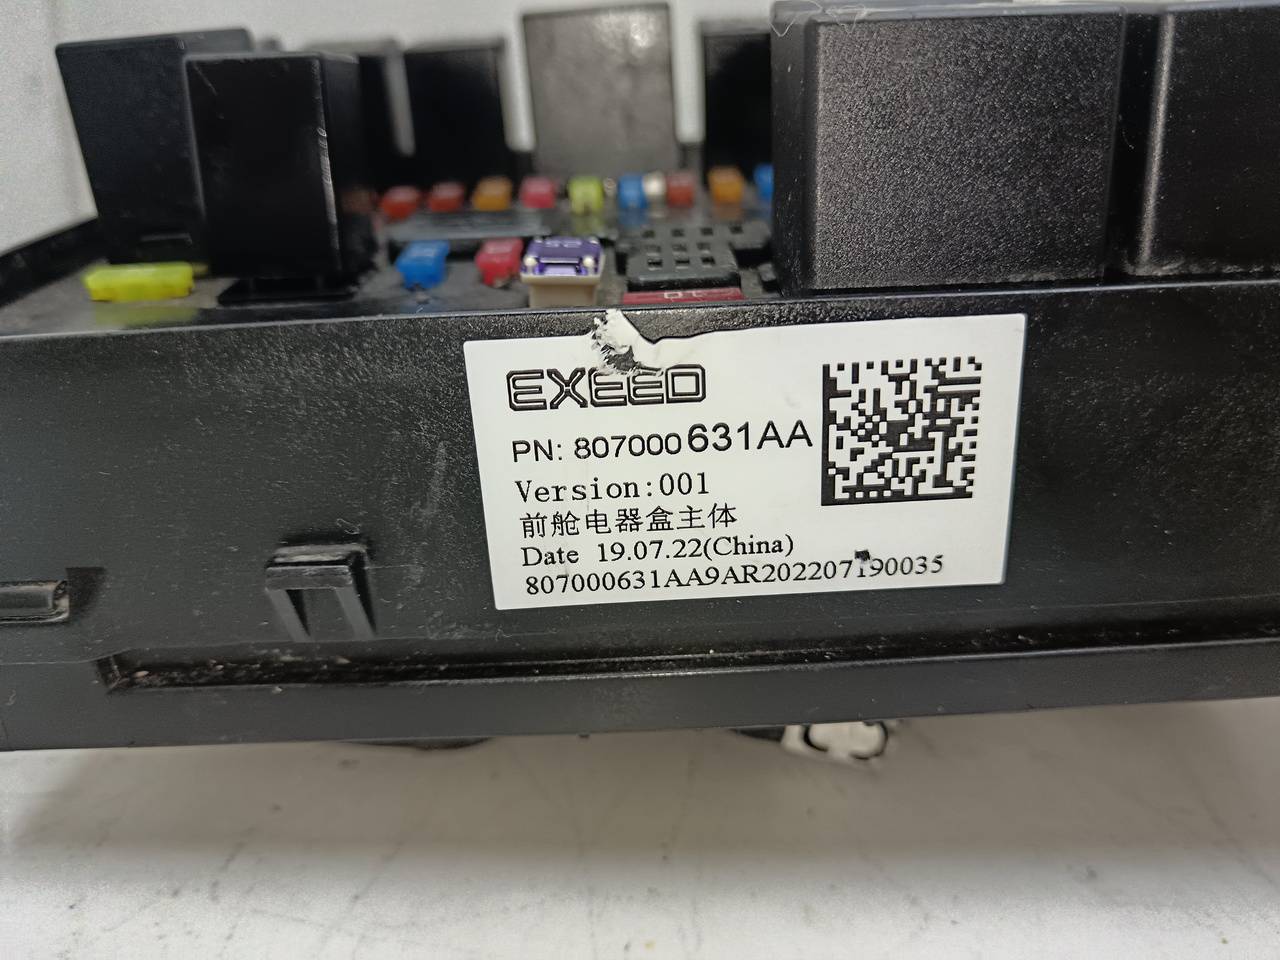 EXEED
PN: 807000631AA
Version:001
前舱电器盒主体
Date 19.07.22(China)
807000631AA9AR202207190035